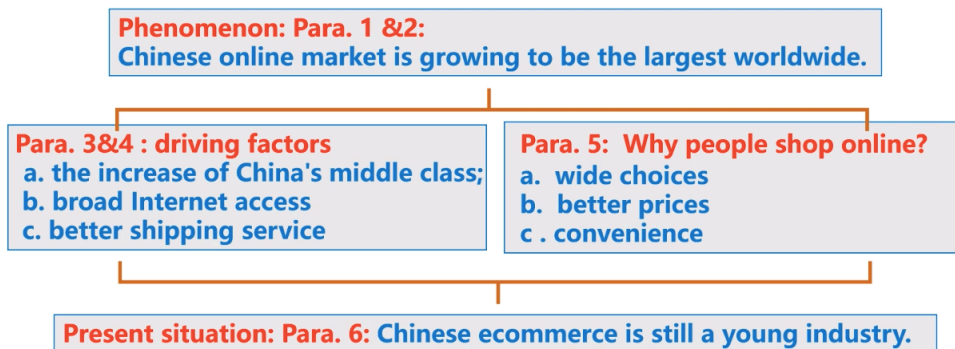 Phenomenon: Para. 1 &2:
Chinese online market is growing to be the largest worldwide.
Para. 3&4 : driving factors
a. the increase of China's middle class;
b. broad Internet access
c. better shipping service
Para. 5: Why people shop online?
a. wide choices
b. better prices
c . convenience
Present situation: Para. 6: Chinese ecommerce is still a young industry.